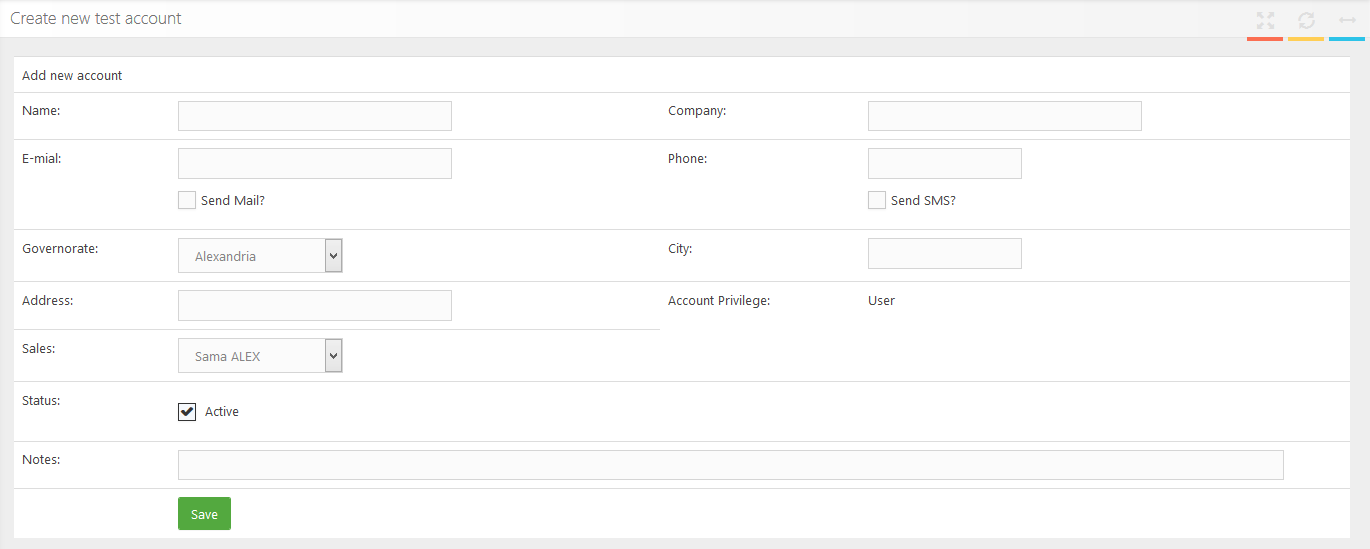 Create new test account
Add new account
Name:
Company:
E-mial:
Phone:
Send Mail?
Send SMS?
Governorate:
Alexandria
City:
Address:
Account Privilege:
User
Sales:
Sama ALEX
Status:
Active
Notes:
Save